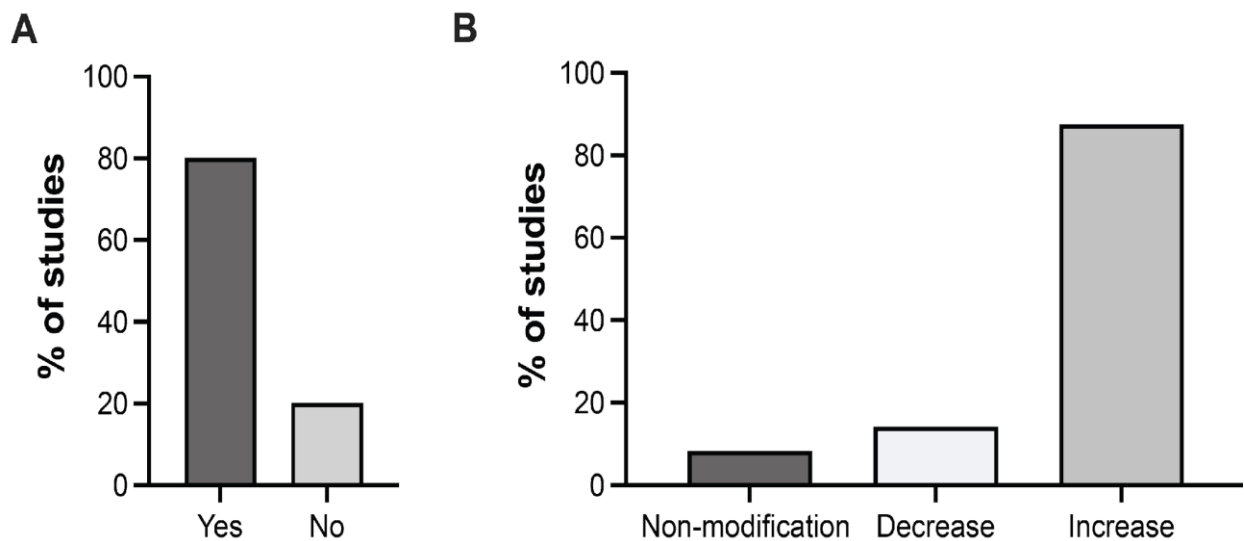 A
% of studies
100
80
60
40
20
0
Yes No
B
% of studies
100
80
60
40
20
0
Non-modification Decrease Increase